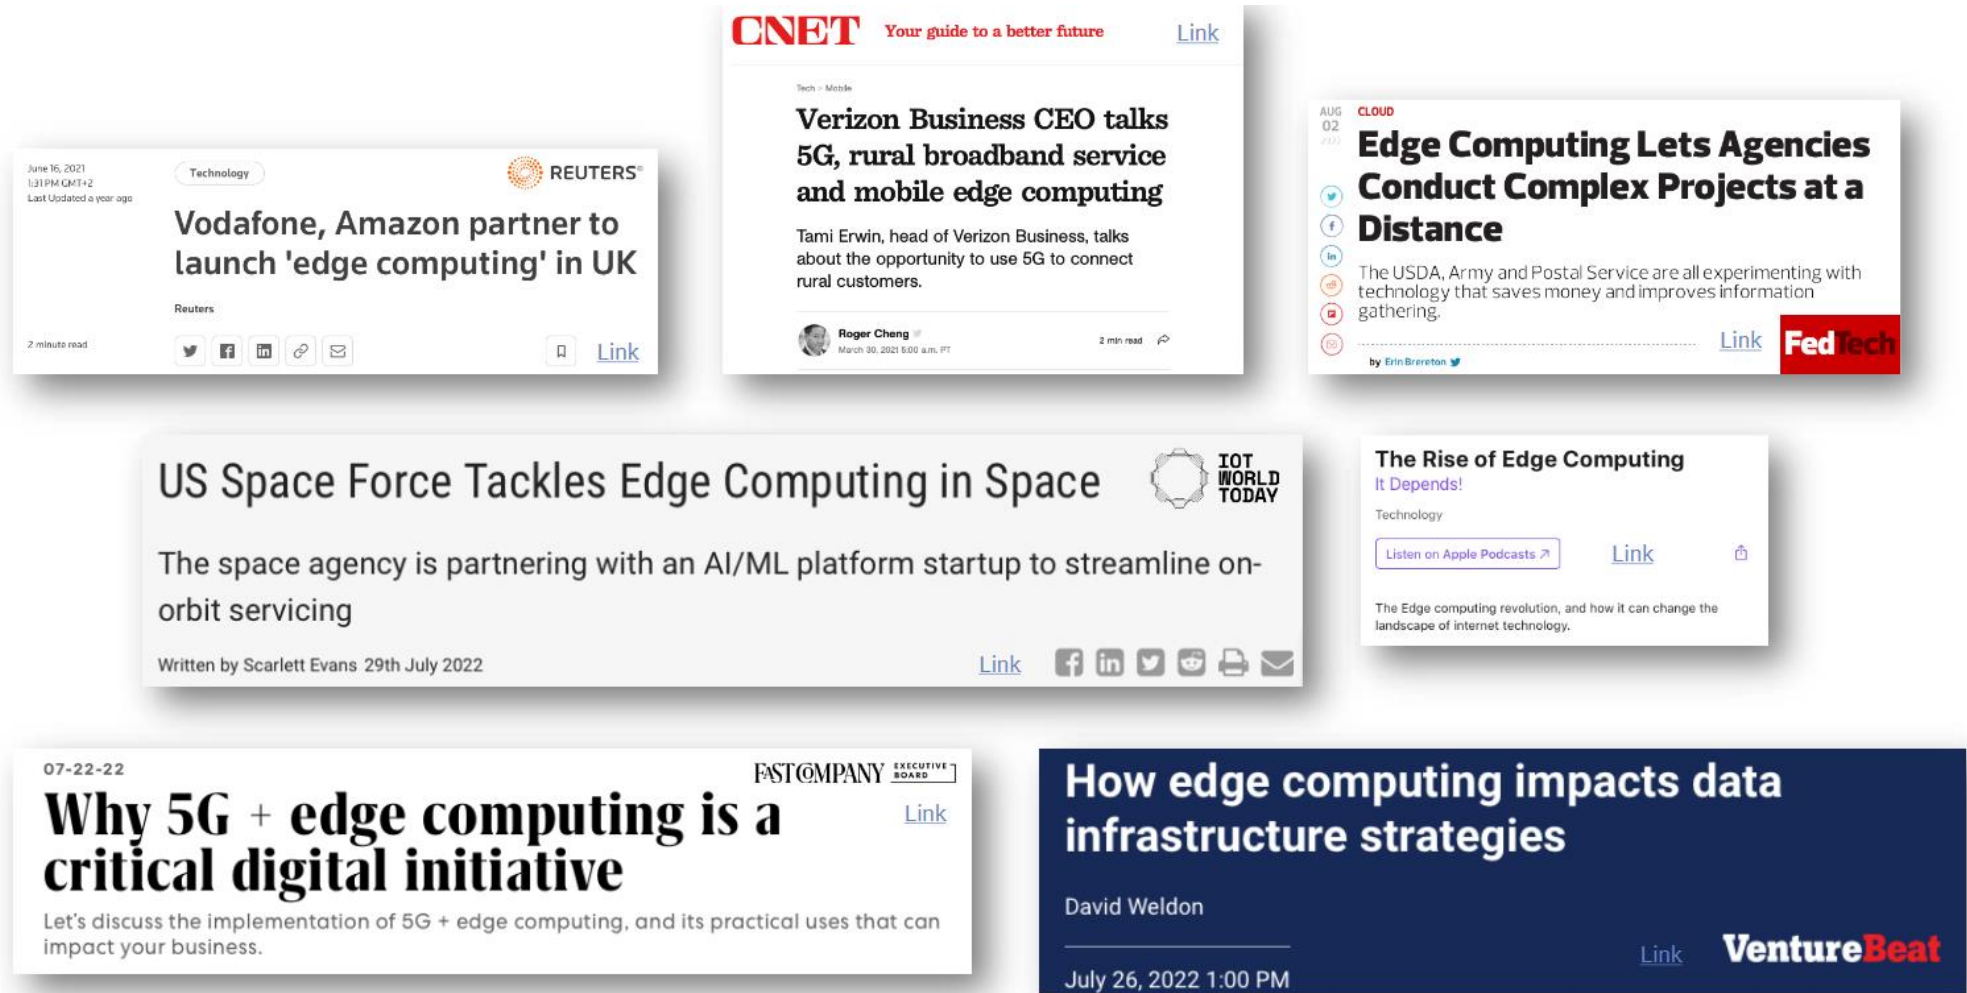 CNET Your guide to a better future Link
Tech > Mobile
Verizon Business CEO talks
5G, rural broadband service
and mobile edge computing
Tami Erwin, head of Verizon Business, talks
about the opportunity to use 5G to connect
rural customers.
Roger Cheng
March 30, 2021 5:00 a.m. PT
2 min read
June 16, 2021
1:31 PM GMT+2
Last Updated a year ago
Technology
REUTERS®
Vodafone, Amazon partner to
launch 'edge computing' in UK
Reuters
2 minute read
Link
AUG
02
CLOUD
Edge Computing Lets Agencies
Conduct Complex Projects at a
Distance
The USDA, Army and Postal Service are all experimenting with
technology that saves money and improves information
gathering.
Link
FedTech
by Erin Brereton
US Space Force Tackles Edge Computing in Space
IOT
WORLD
TODAY
The space agency is partnering with an AI/ML platform startup to streamline on-
orbit servicing
Written by Scarlett Evans 29th July 2022
Link
The Rise of Edge Computing
It Depends!
Technology
Listen on Apple Podcasts
Link
The Edge computing revolution, and how it can change the
landscape of internet technology.
07-22-22
FAST COMPANY EXECUTIVE
BOARD
Why 5G + edge computing is a
critical digital initiative
Link
Let's discuss the implementation of 5G + edge computing, and its practical uses that can
impact your business.
How edge computing impacts data
infrastructure strategies
David Weldon
Link
VentureBeat
July 26, 2022 1:00 PM